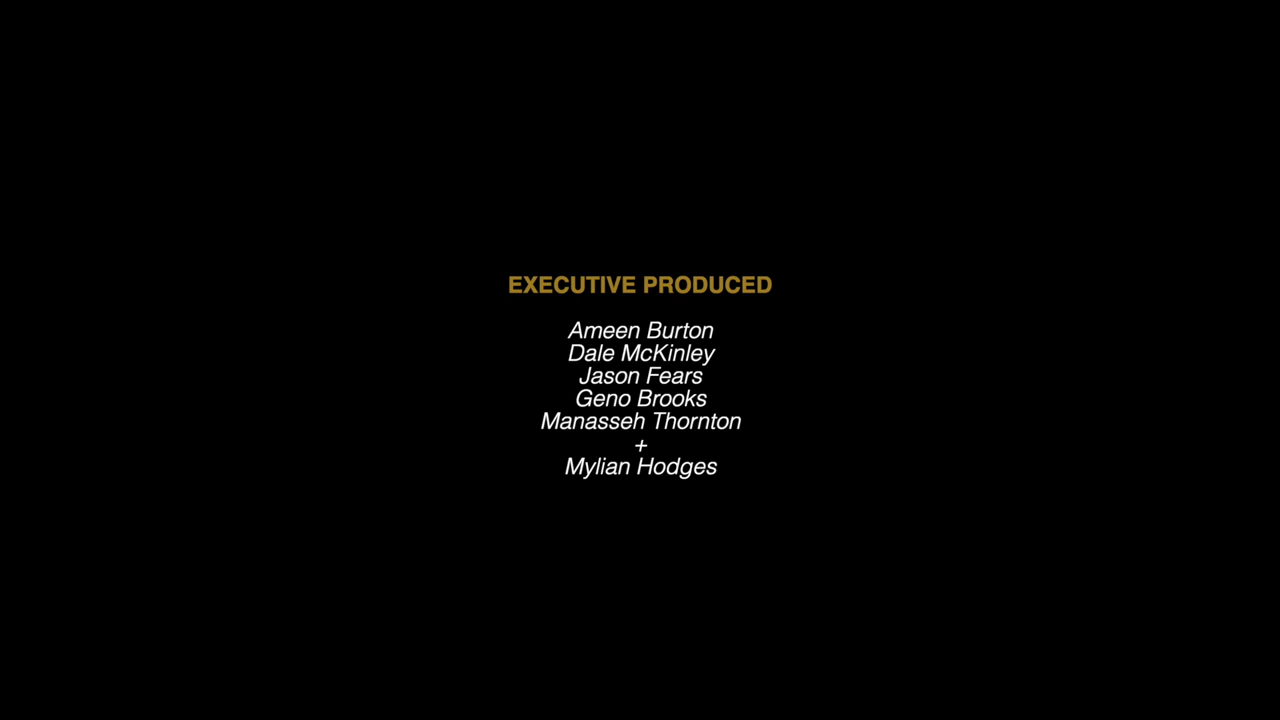 EXECUTIVE PRODUCED
Ameen Burton
Dale McKinley
Jason Fears
Geno Brooks
Manasseh Thornton
+
Mylian Hodges